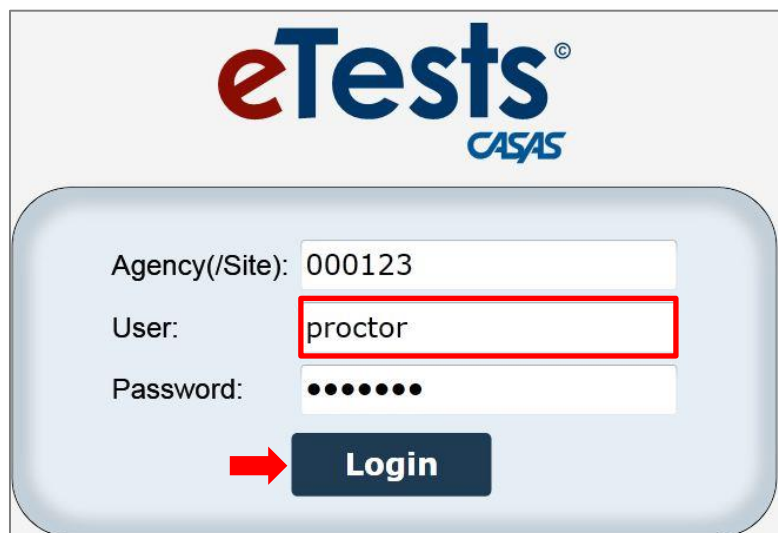 eTests©
CASAS
Agency(/Site): 000123
User: proctor
Password: •••••••
Login